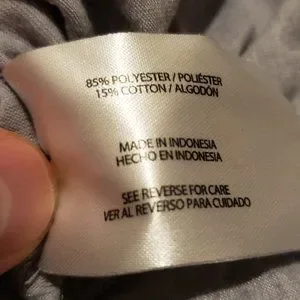 85% POLYESTER / POLIÉSTER
15% COTTON / ALGODÓN
MADE IN INDONESIA
HECHO EN INDONESIA
SEE REVERSE FOR CARE
VER AL REVERSO PARA CUIDADO